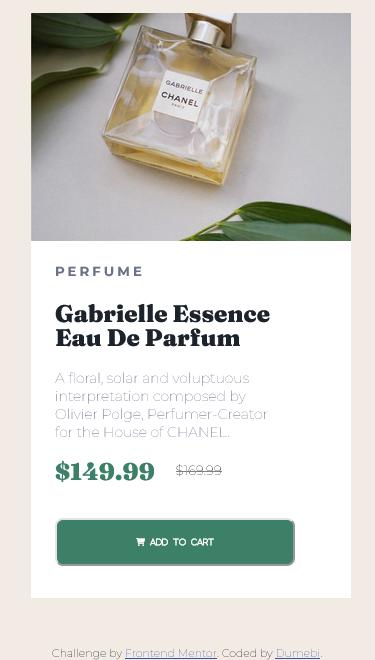 GABRIELLE
CHANEL
PARIS
PERFUME
Gabrielle Essence
Eau De Parfum
A floral, solar and voluptuous
interpretation composed by
Olivier Polge, Perfumer-Creator
for the House of CHANEL.
$149.99 $169.99
ADD TO CART
Challenge by Frontend Mentor. Coded by Dumebi.